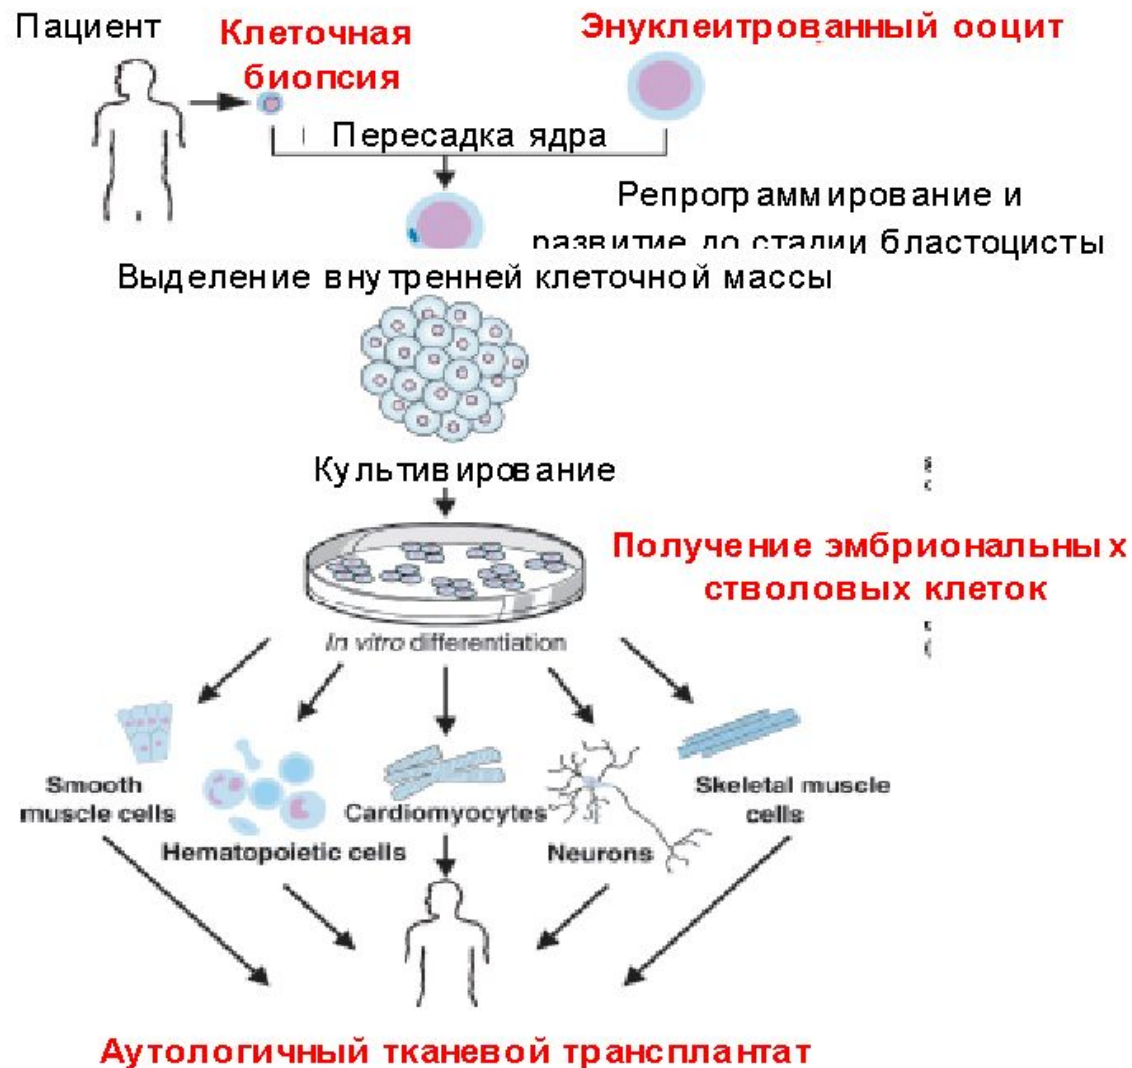 Пациент
Клеточная
биопсия
Энуклеитрованный ооцит
Пересадка ядра
Репрограммирование и
развитие до стадии бластоцисты
Выделение внутренней клеточной массы
Культивирование
Получение эмбриональных
стволовых клеток
In vitro differentiation
Smooth
muscle cells
Hematopoietic cells
Cardiomyocytes
Neurons
Skeletal muscle
cells
Аутологичный тканевой трансплантат